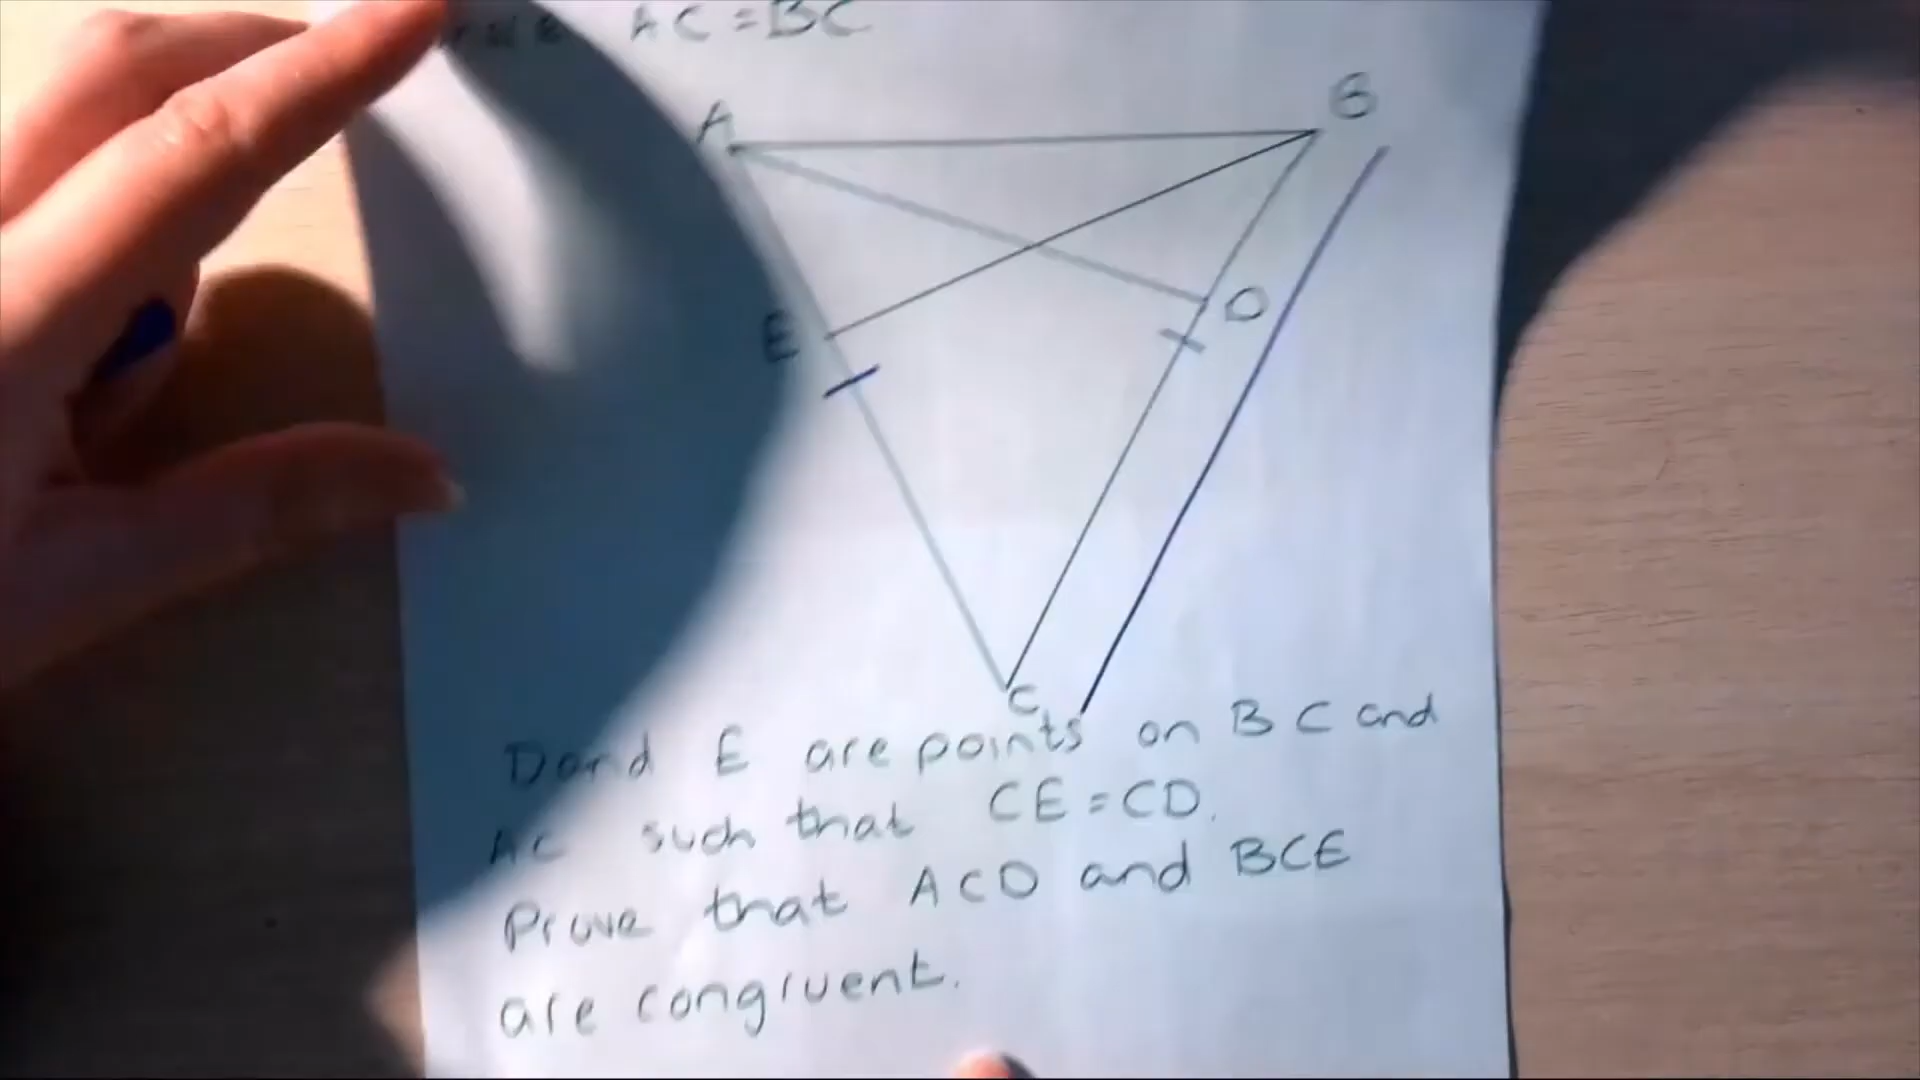 AC = BC
A
B
E
D
C
D and E are points on BC and
AC such that CE = CD.
Prove that ACD and BCE
are congruent.